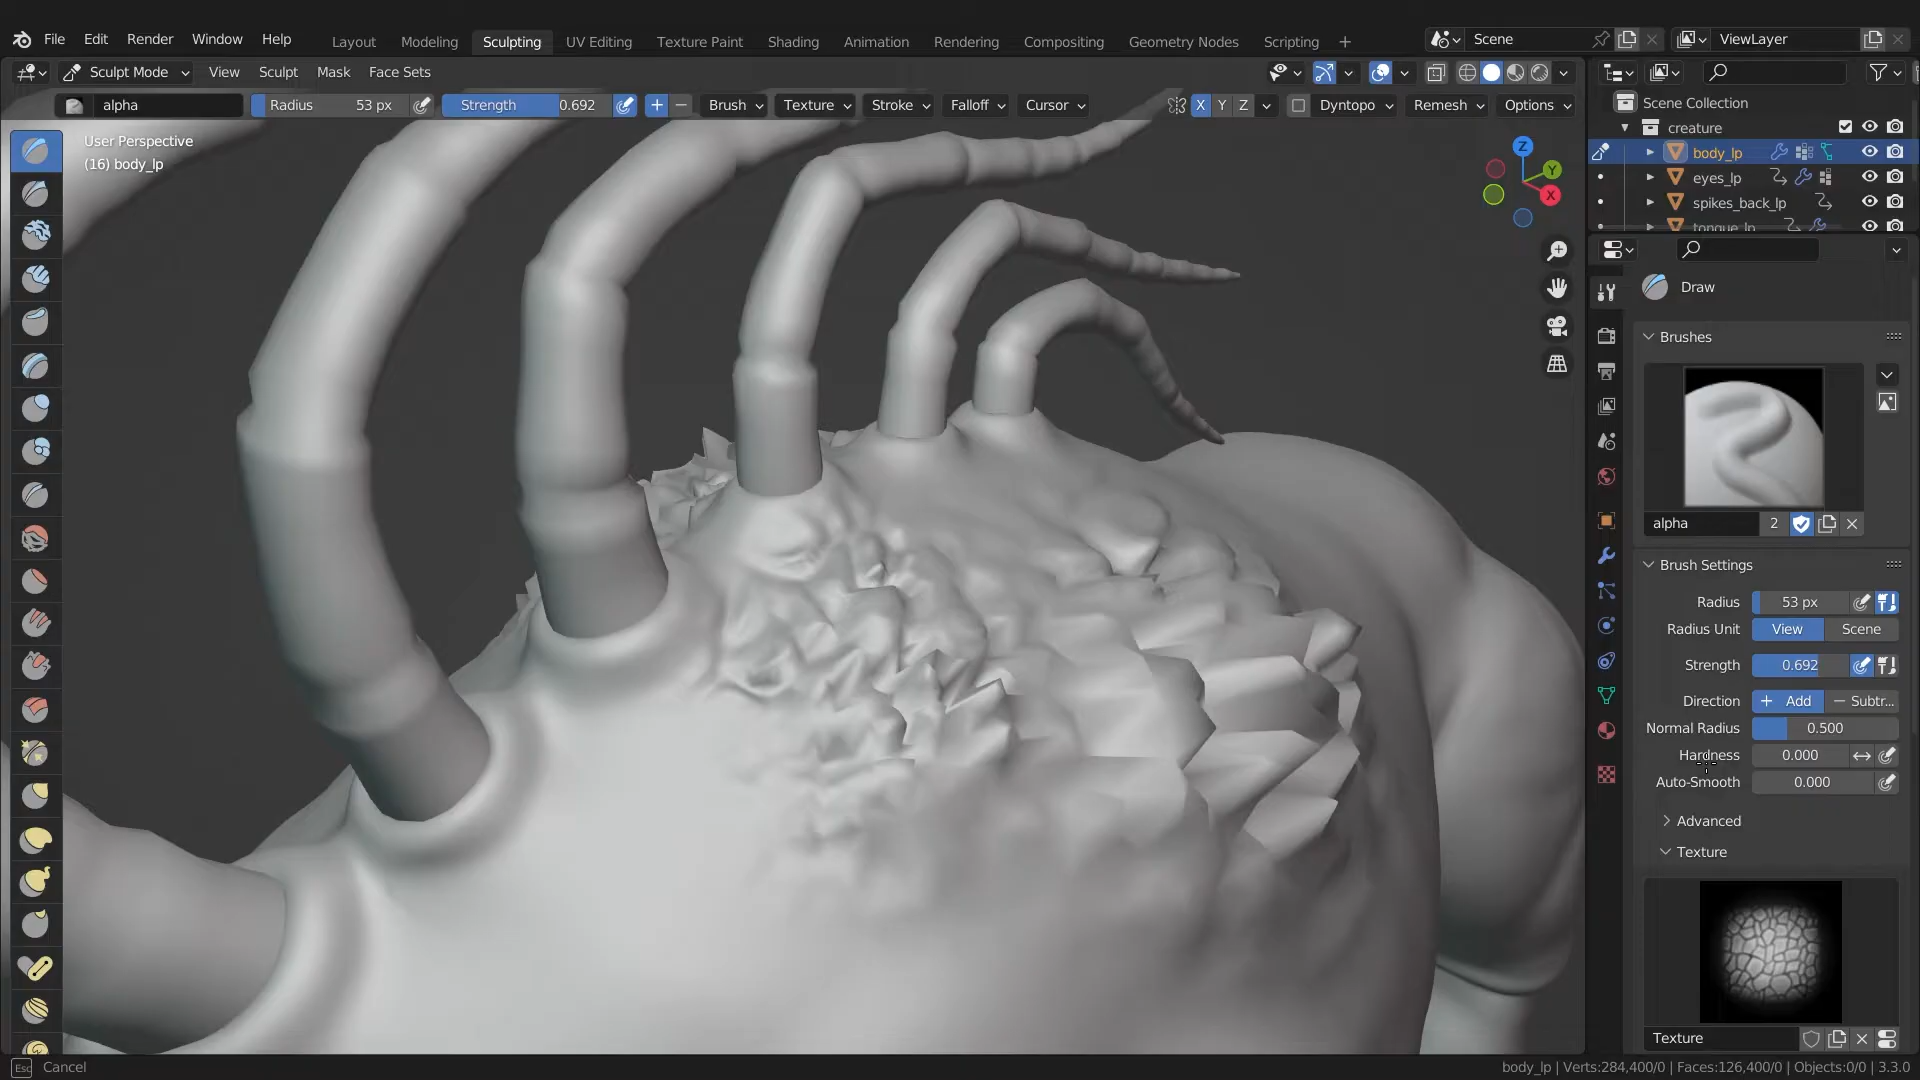 File Edit Render Window Help Layout Modeling Sculpting UV Editing Texture Paint Shading Animation Rendering Compositing Geometry Nodes Scripting + Scene ViewLayer
Sculpt Mode View Sculpt Mask Face Sets
alpha Radius 53 px Strength 0.692 + − Brush Texture Stroke Falloff Cursor X Y Z Dyntopo Remesh Options
User Perspective
(16) body_lp
Z
Y
X
Scene Collection
creature
body_lp
eyes_lp
spikes_back_lp
tongue_lp
Draw
Brushes
alpha 2
Brush Settings
Radius 53 px
Radius Unit View Scene
Strength 0.692
Direction + Add − Subtr...
Normal Radius 0.500
Hardness 0.000
Auto-Smooth 0.000
Advanced
Texture
Texture
Esc Cancel
body_lp | Verts:284,400/0 | Faces:126,400/0 | Objects:0/0 | 3.3.0